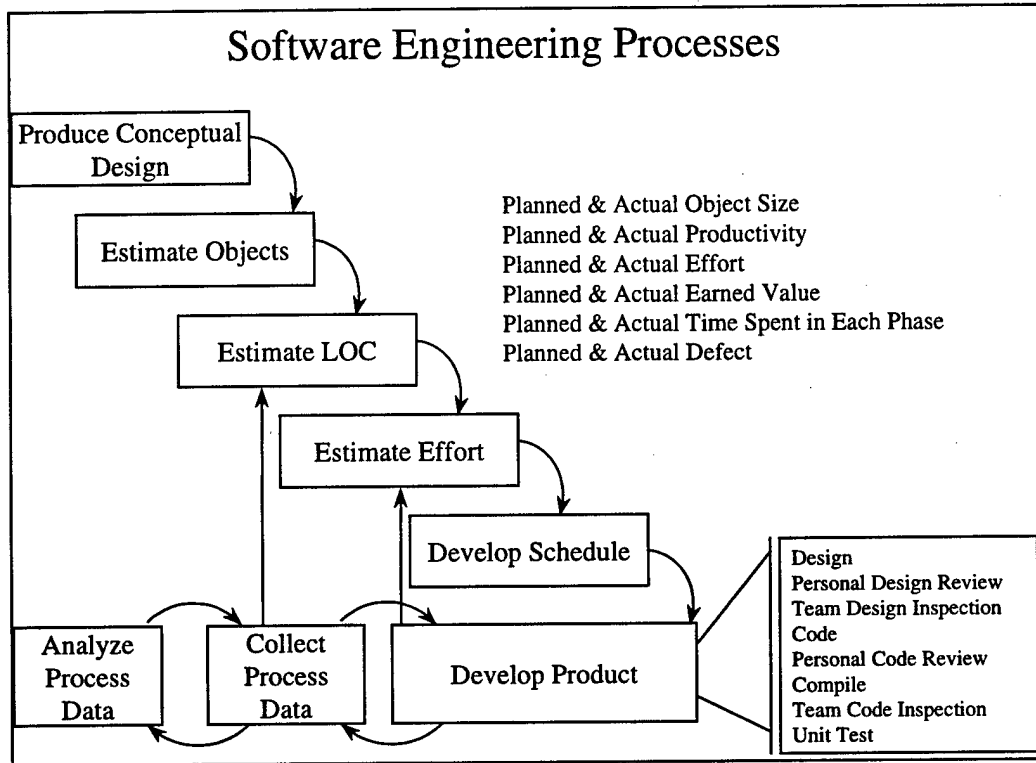 Software Engineering Processes
Produce Conceptual
Design
Estimate Objects
Planned & Actual Object Size
Planned & Actual Productivity
Planned & Actual Effort
Planned & Actual Earned Value
Planned & Actual Time Spent in Each Phase
Planned & Actual Defect
Estimate LOC
Estimate Effort
Develop Schedule
Analyze
Process
Data
Collect
Process
Data
Develop Product
Design
Personal Design Review
Team Design Inspection
Code
Personal Code Review
Compile
Team Code Inspection
Unit Test